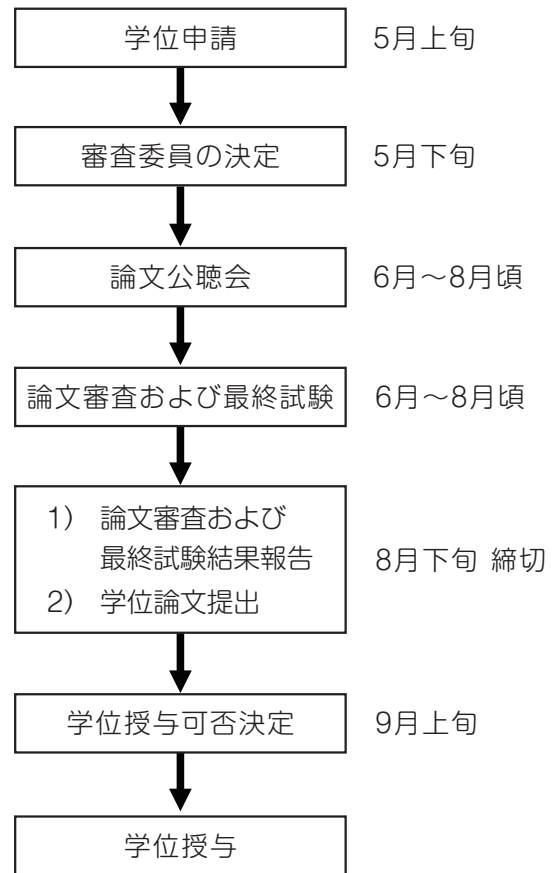 学位申請 5月上旬
審査委員の決定 5月下旬
論文公聴会 6月～8月頃
論文審査および最終試験 6月～8月頃
1) 論文審査および
最終試験結果報告 8月下旬 締切
2) 学位論文提出
学位授与可否決定 9月上旬
学位授与